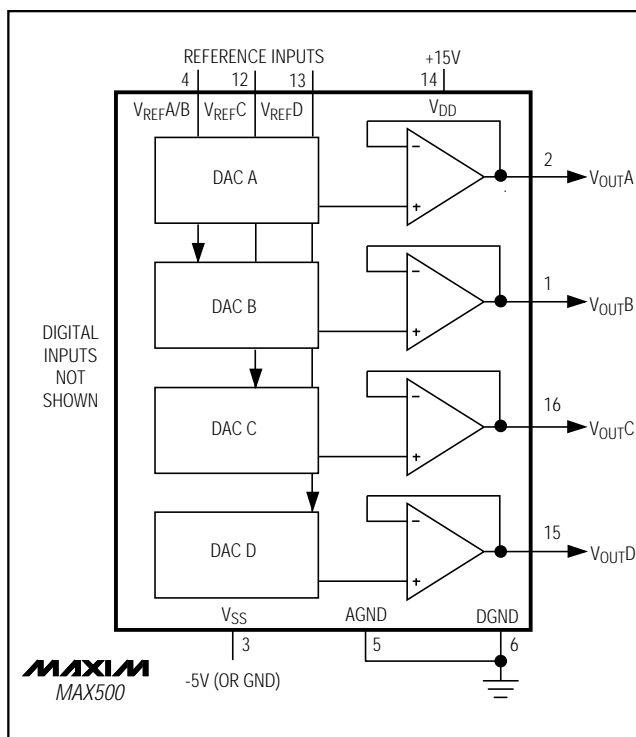 REFERENCE INPUTS
4 12 13
+15V
14
VREFA/B VREFC VREFD
VDD
DAC A
−
+
2
VOUTA
DAC B
−
+
1
VOUTB
DIGITAL
INPUTS
NOT
SHOWN
DAC C
−
+
16
VOUTC
DAC D
−
+
15
VOUTD
VSS
AGND
DGND
3
5
6
-5V (OR GND)
MAXIM
MAX500